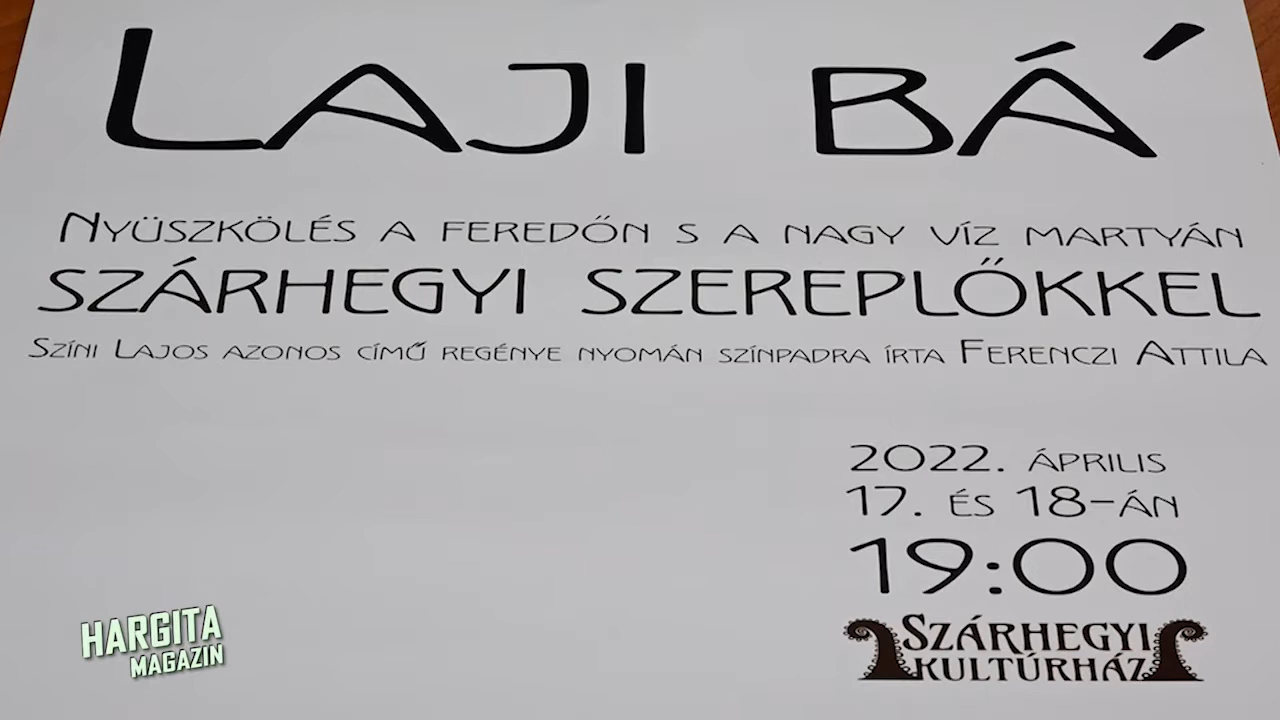 LAJI BÁ'
NYÜSZKÖLÉS A FEREDŐN S A NAGY VÍZ MARTYÁN
SZÁRHEGYI SZEREPLŐKKEL
SZÍNI LAJOS AZONOS CÍMŰ REGÉNYE NYOMÁN SZÍNPADRA ÍRTA FERENCZI ATTILA
2022. ÁPRILIS
17. ÉS 18-ÁN
19:00
SZÁRHEGYI
KULTÚRHÁZ
HARGITA
MAGAZIN